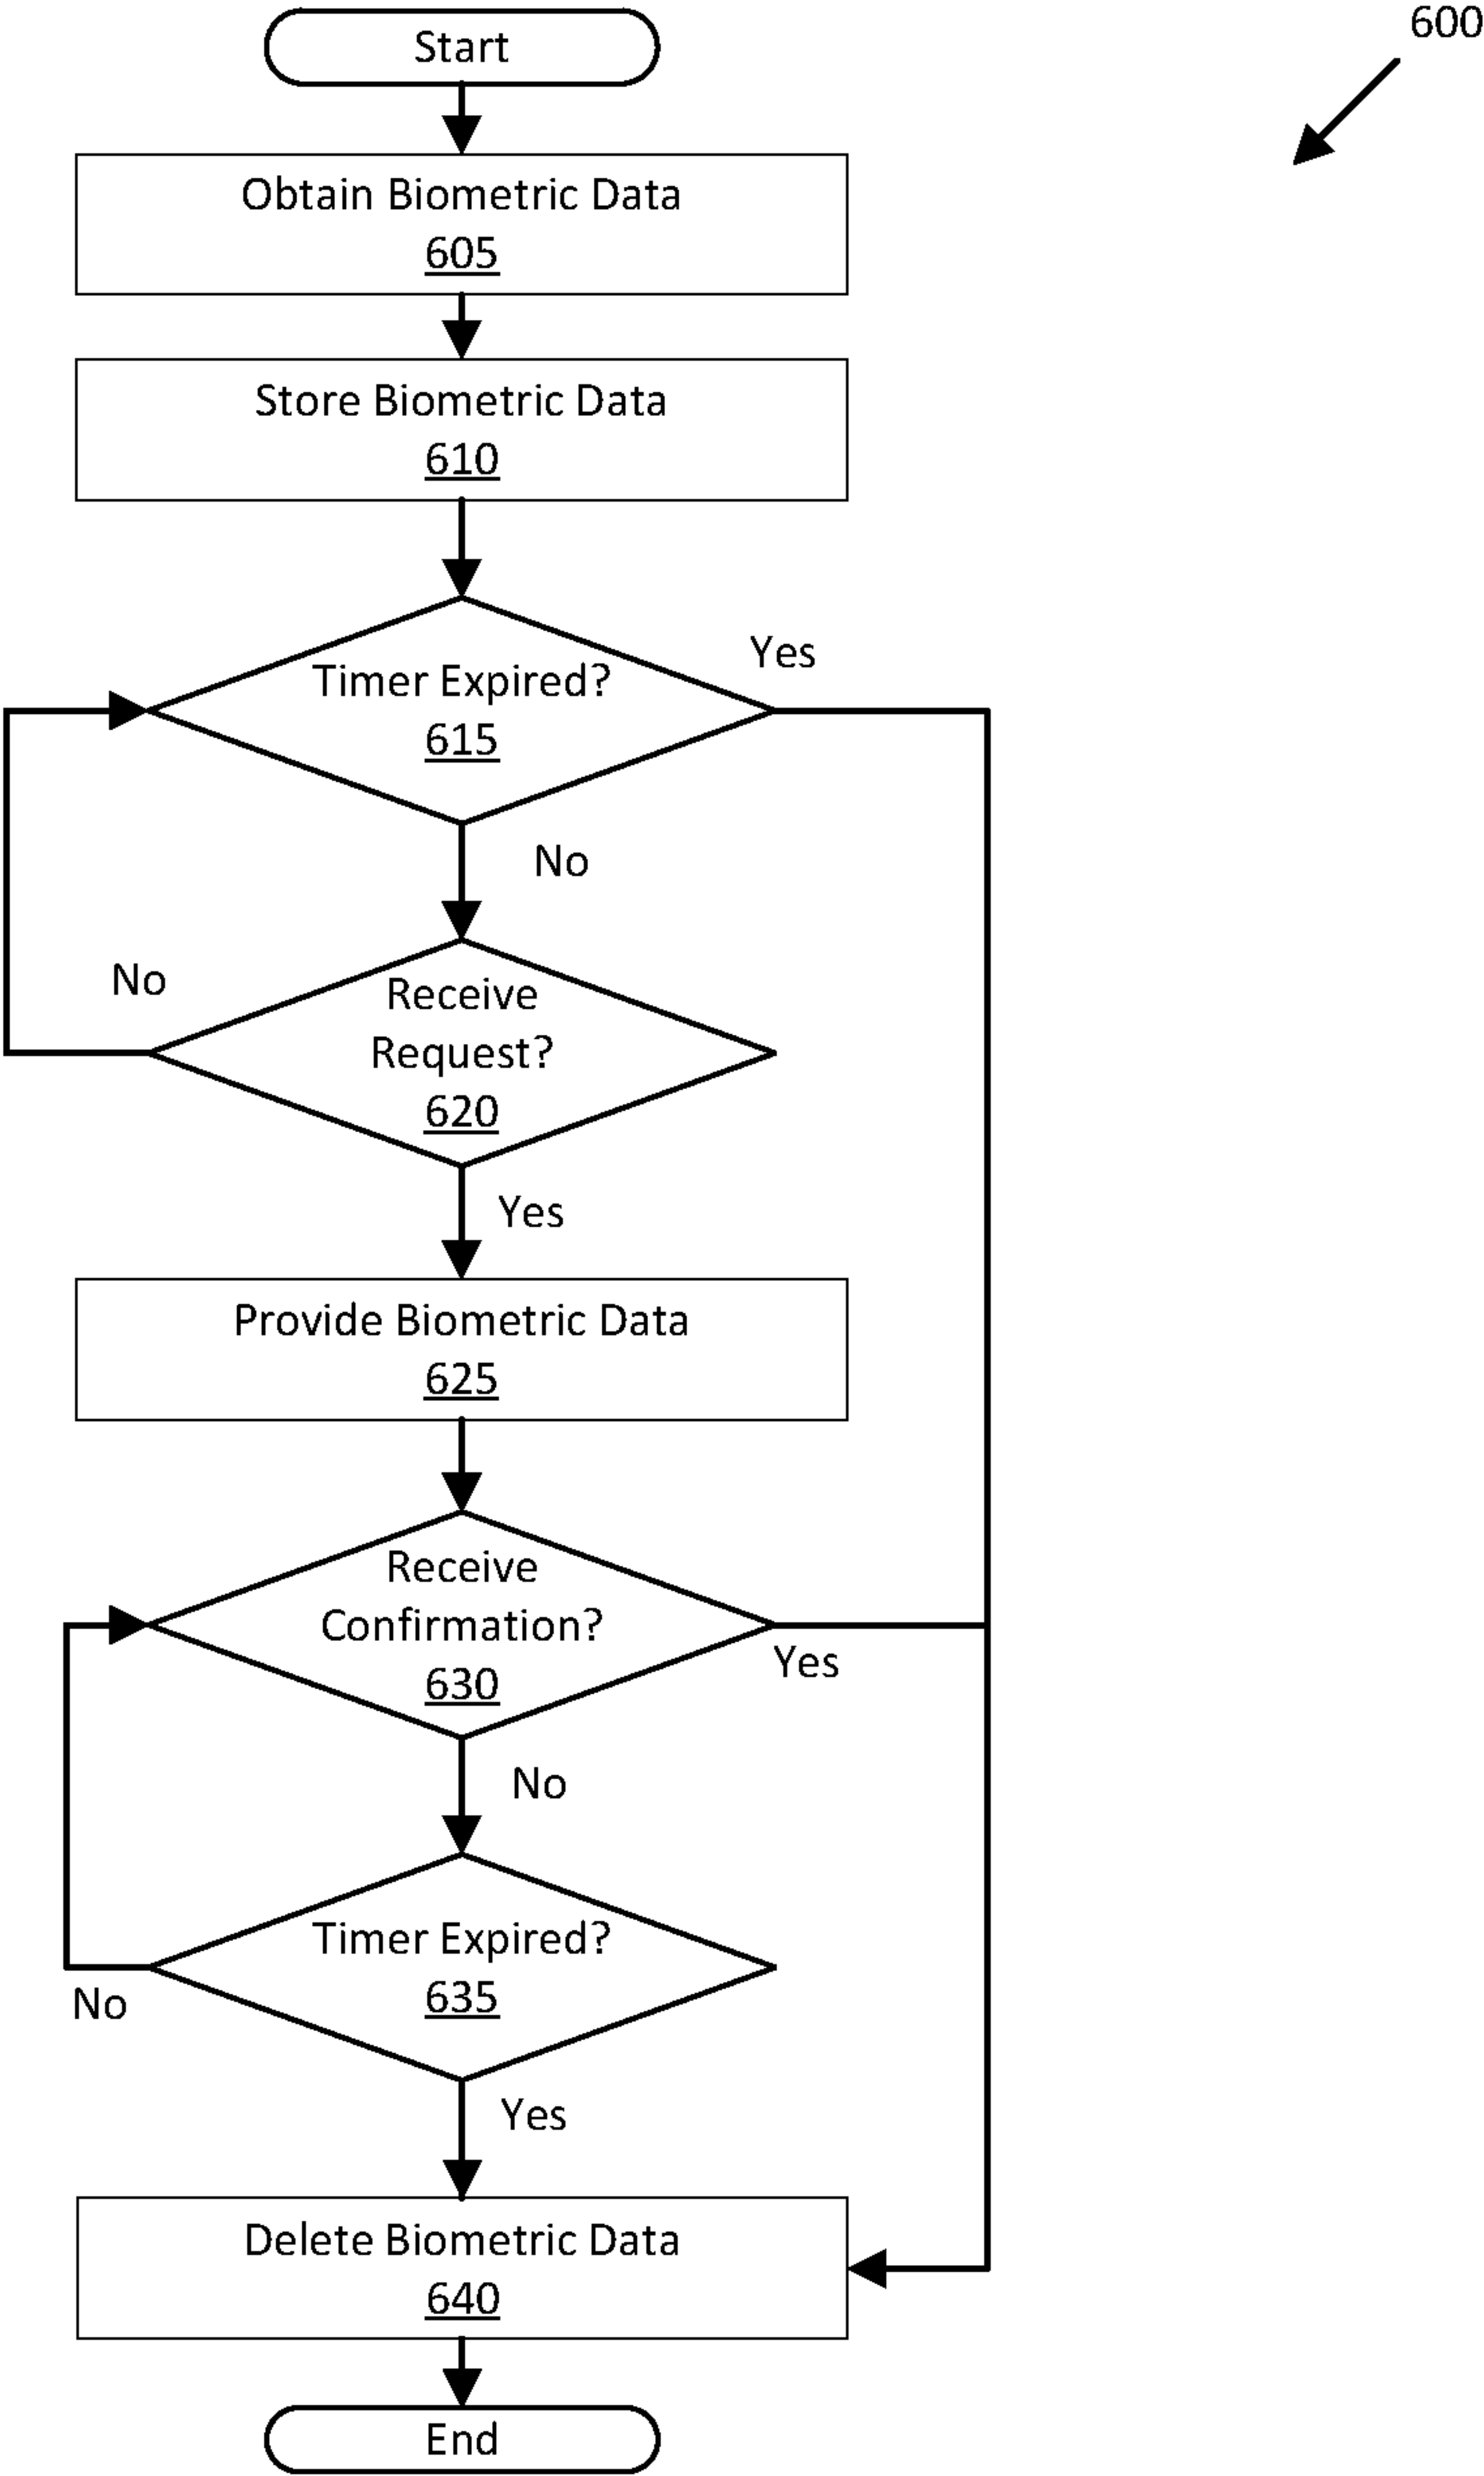 600
Start
Obtain Biometric Data
605
Store Biometric Data
610
Timer Expired?
615
Yes
No
Receive
Request?
620
No
Yes
Provide Biometric Data
625
Receive
Confirmation?
630
Yes
No
Timer Expired?
635
No
Yes
Delete Biometric Data
640
End